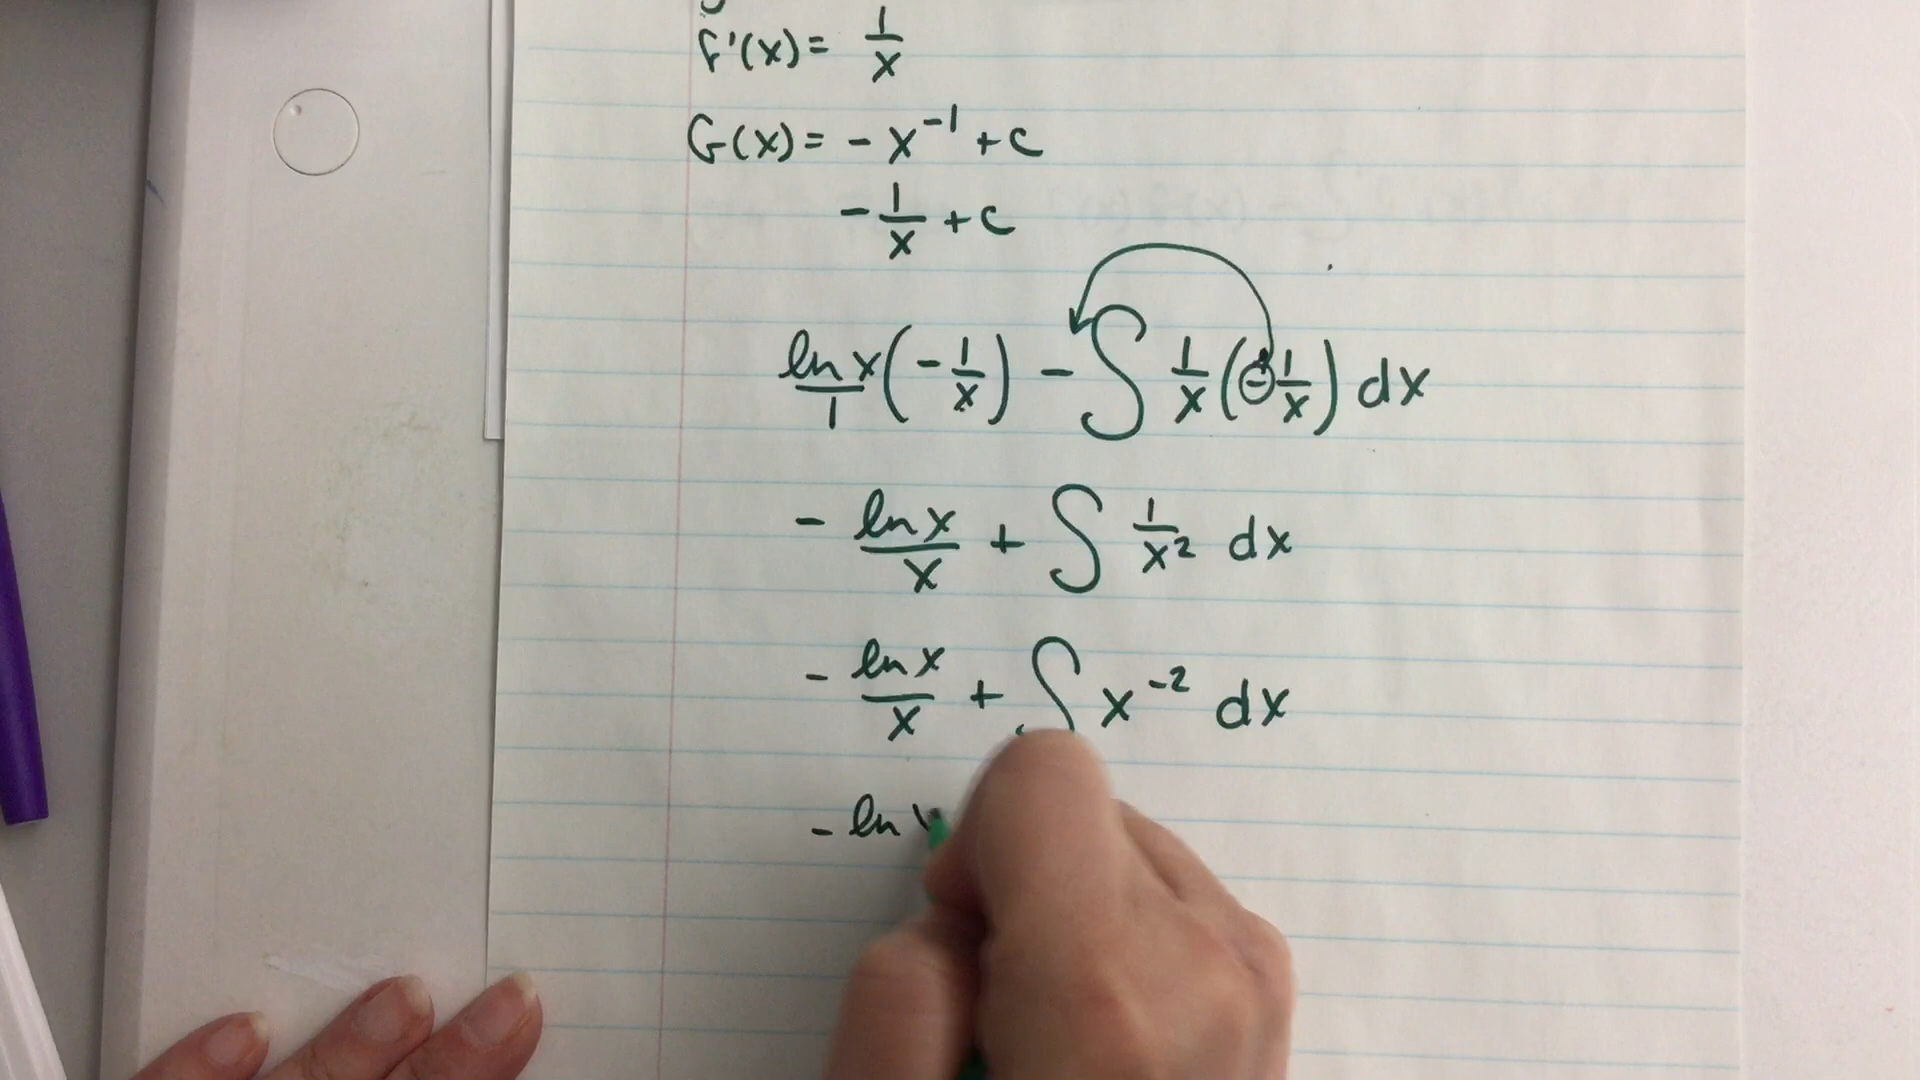 f'(x) = 1/x
G(x) = - x^-1 + c
- 1/x + c
ln x/1 (- 1/x) - ∫ 1/x (- 1/x) dx
- ln x/x + ∫ 1/x² dx
- ln x/x + ∫ x^-2 dx
- ln